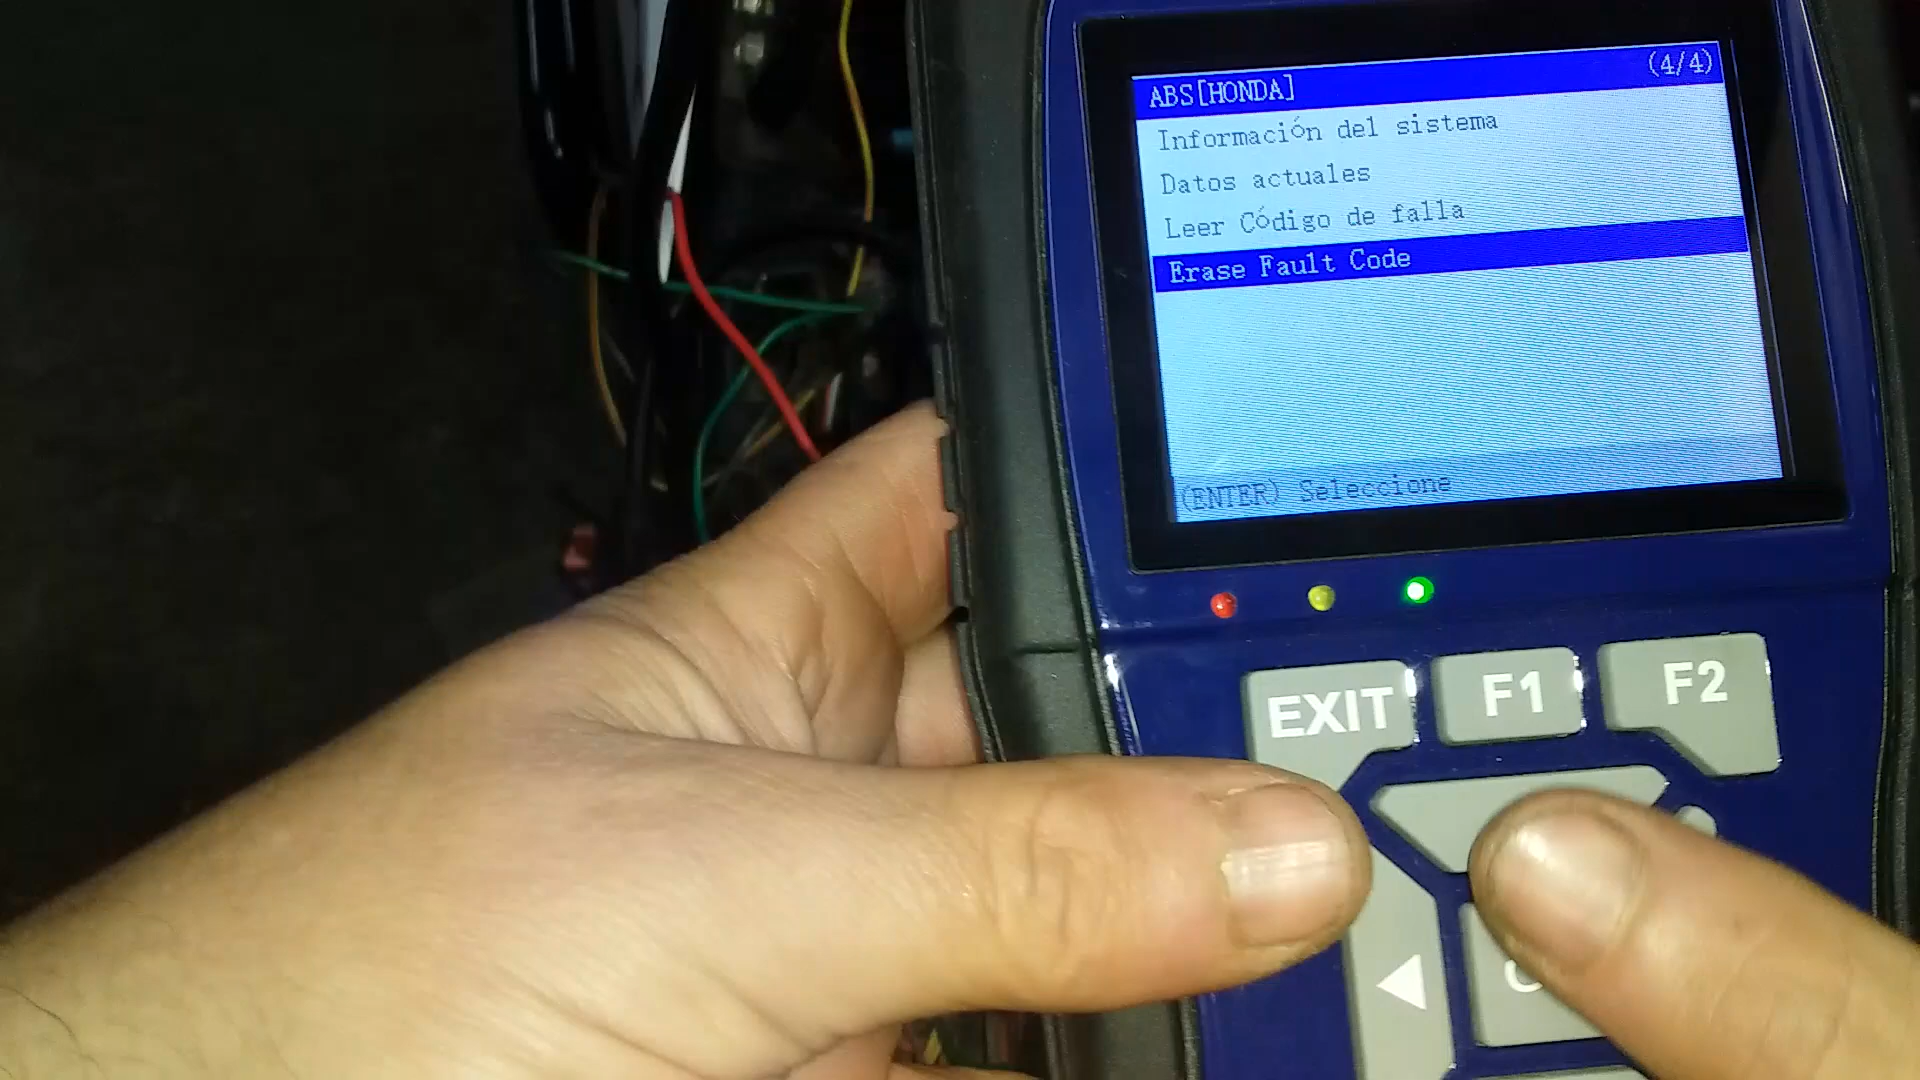 ABS[HONDA] (4/4)
Información del sistema
Datos actuales
Leer Código de falla
Erase Fault Code
(ENTER) Seleccione
EXIT F1 F2